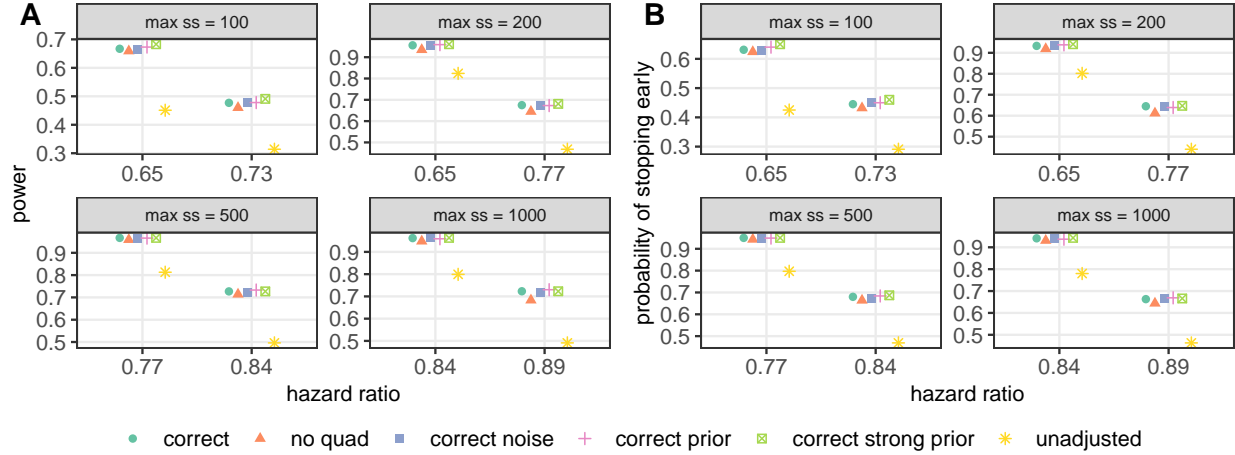 A
B
max ss = 100
max ss = 200
max ss = 100
max ss = 200
power
probability of stopping early
0.7
0.6
0.5
0.4
0.3
0.9
0.8
0.7
0.6
0.5
0.6
0.5
0.4
0.3
0.9
0.8
0.7
0.6
0.5
0.65
0.73
0.65
0.77
0.65
0.73
0.65
0.77
max ss = 500
max ss = 1000
max ss = 500
max ss = 1000
0.9
0.8
0.7
0.6
0.5
0.9
0.8
0.7
0.6
0.5
0.9
0.8
0.7
0.6
0.5
0.9
0.8
0.7
0.6
0.5
0.77
0.84
0.84
0.89
0.77
0.84
0.84
0.89
hazard ratio
hazard ratio
correct
no quad
correct noise
correct prior
correct strong prior
unadjusted